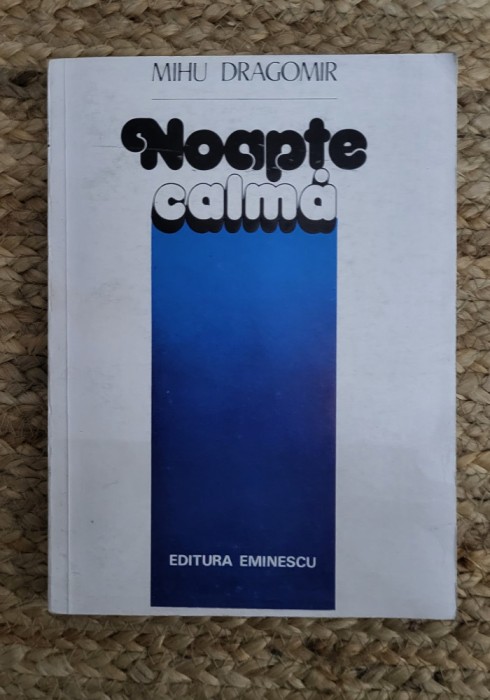 MIHU DRAGOMIR
Noapte
calmă
EDITURA EMINESCU